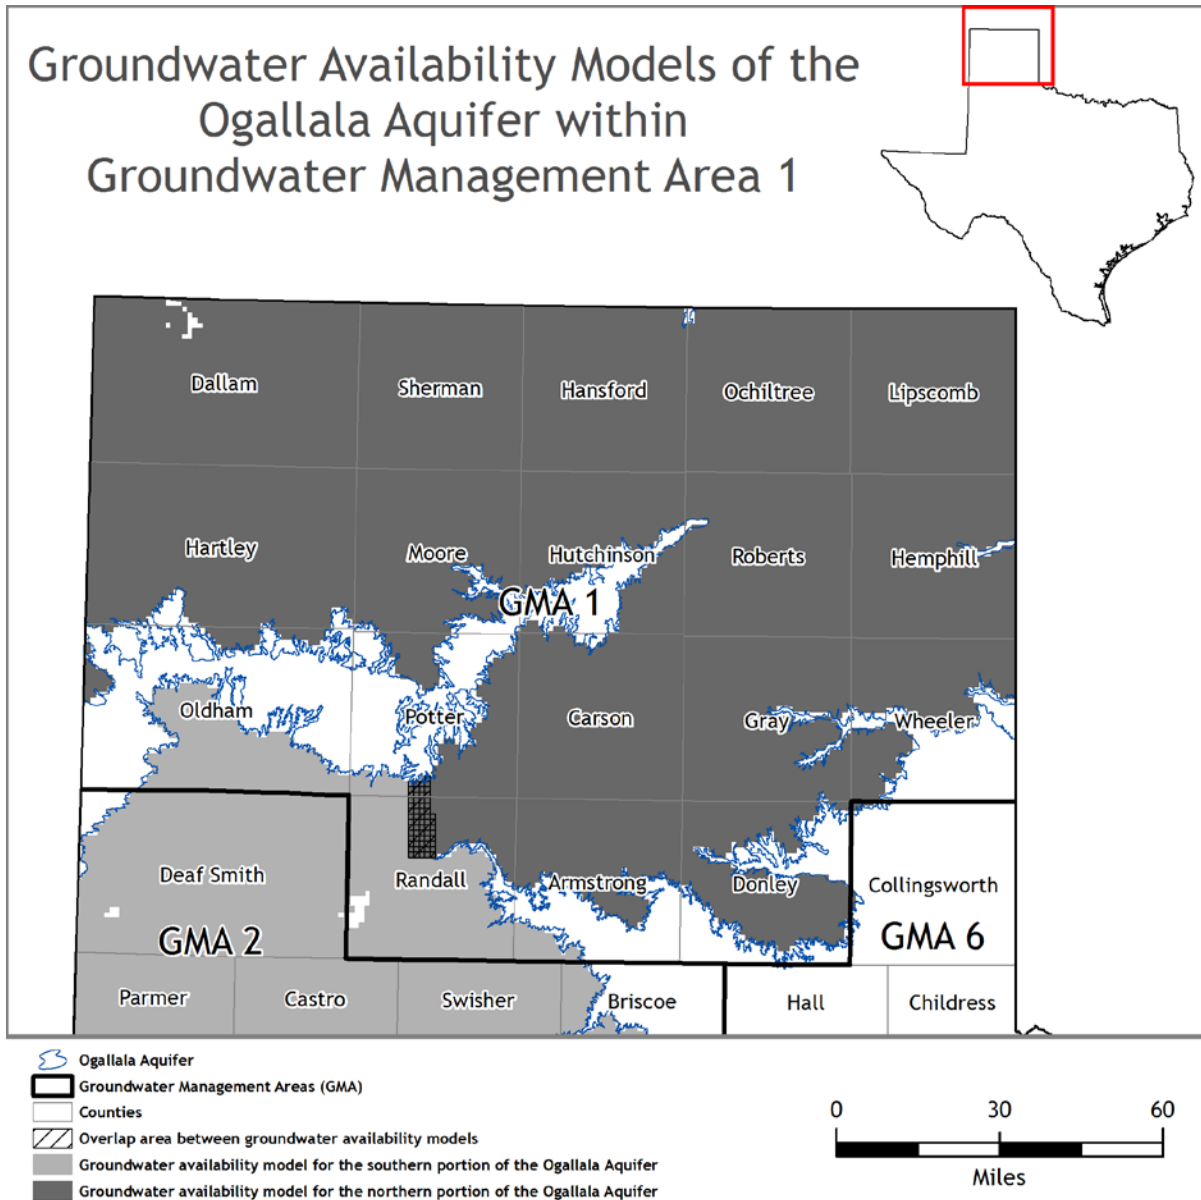 Groundwater Availability Models of the
Ogallala Aquifer within
Groundwater Management Area 1
Dallam
Sherman
Hansford
Ochiltree
Lipscomb
Hartley
Moore
Hutchinson
Roberts
Hemphill
GMA 1
Oldham
Potter
Carson
Gray
Wheeler
Deaf Smith
Randall
Armstrong
Donley
Collingsworth
GMA 2
GMA 6
Parmer
Castro
Swisher
Briscoe
Hall
Childress
Ogallala Aquifer
Groundwater Management Areas (GMA)
Counties
Overlap area between groundwater availability models
Groundwater availability model for the southern portion of the Ogallala Aquifer
Groundwater availability model for the northern portion of the Ogallala Aquifer
0 30 60
Miles